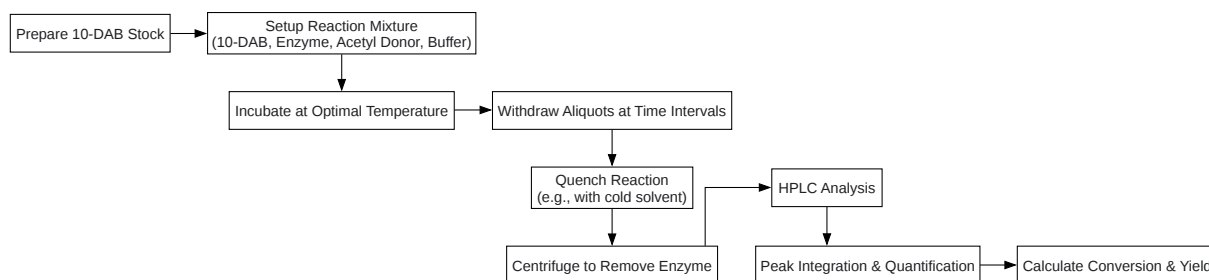 Prepare 10-DAB Stock
Setup Reaction Mixture
(10-DAB, Enzyme, Acetyl Donor, Buffer)
Incubate at Optimal Temperature
Withdraw Aliquots at Time Intervals
Quench Reaction
(e.g., with cold solvent)
Centrifuge to Remove Enzyme
HPLC Analysis
Peak Integration & Quantification
Calculate Conversion & Yield